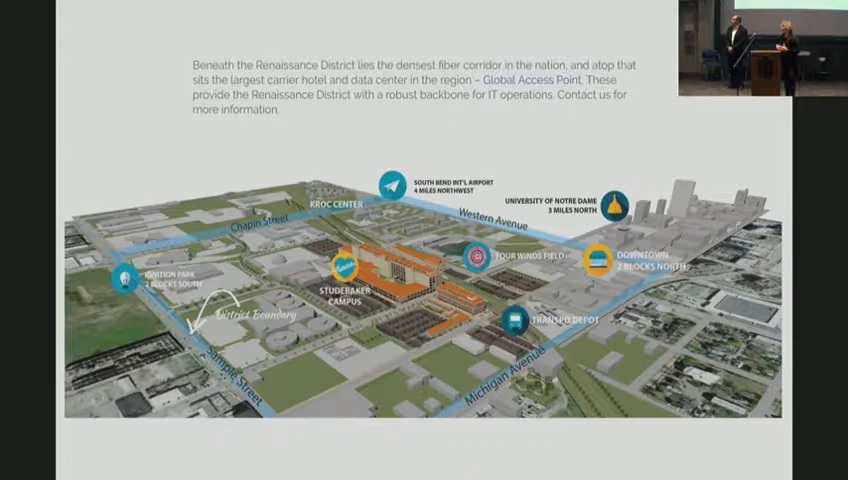 Beneath the Renaissance District lies the densest fiber corridor in the nation, and atop that
sits the largest carrier hotel and data center in the region – Global Access Point. These
provide the Renaissance District with a robust backbone for IT operations. Contact us for
more information.
SOUTH BEND INT'L AIRPORT
4 MILES NORTHWEST
KROC CENTER
UNIVERSITY OF NOTRE DAME
3 MILES NORTH
Chapin Street
Western Avenue
FOUR WINDS FIELD
DOWNTOWN
2 BLOCKS NORTH
IGNITION PARK
2 BLOCKS SOUTH
STUDEBAKER
CAMPUS
District Boundary
TRANSPO DEPOT
Sample Street
Michigan Avenue